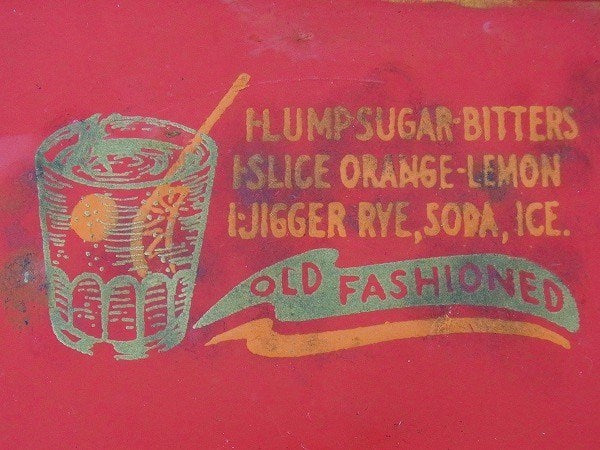 1-LUMP-SUGAR-BITTERS
1-SLICE ORANGE-LEMON
1-JIGGER RYE, SODA, ICE.
OLD FASHIONED